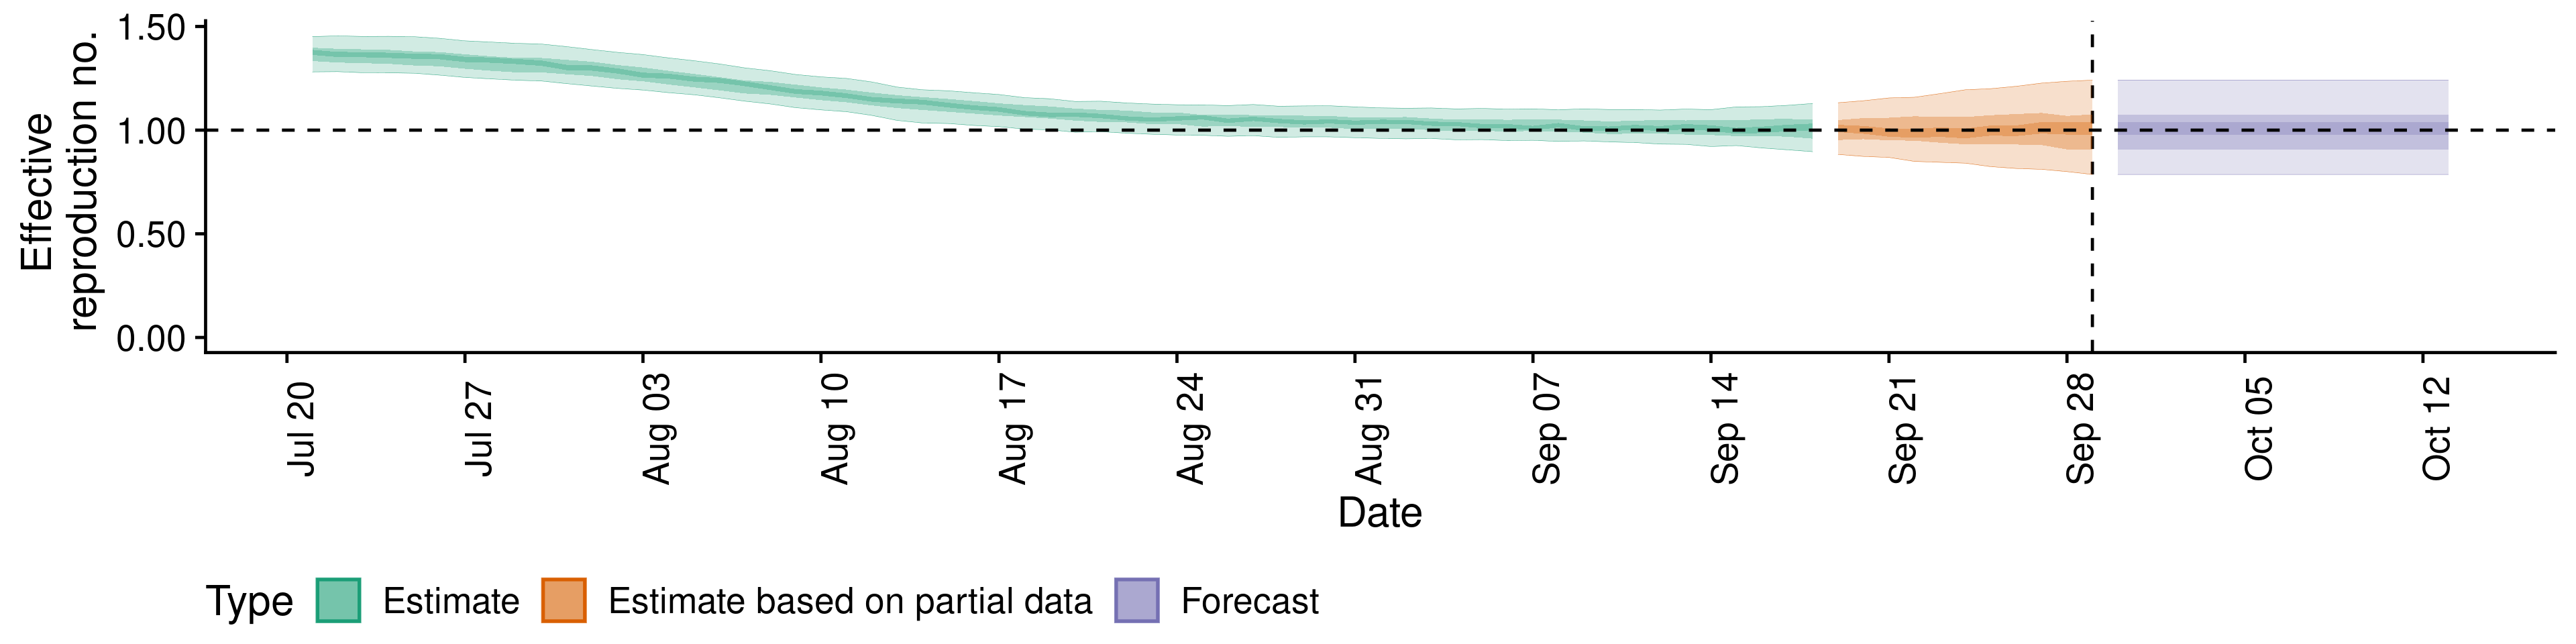 Effective
reproduction no.
1.50
1.00
0.50
0.00
Jul 20
Jul 27
Aug 03
Aug 10
Aug 17
Aug 24
Aug 31
Sep 07
Sep 14
Sep 21
Sep 28
Oct 05
Oct 12
Date
Type Estimate Estimate based on partial data Forecast